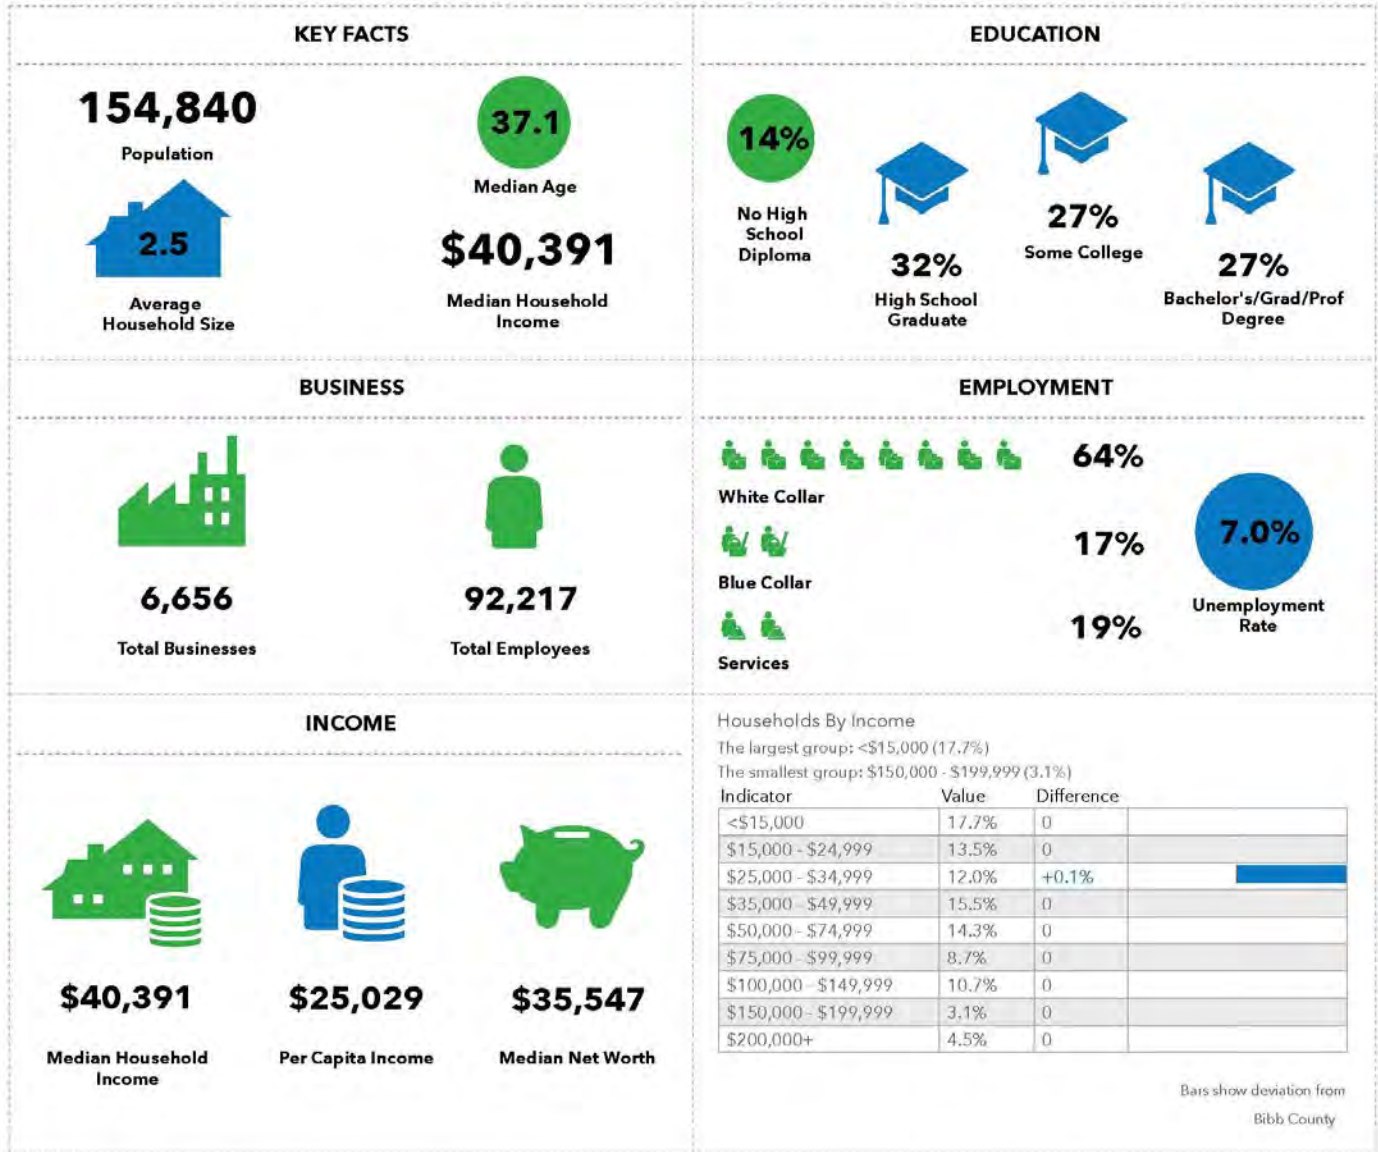 KEY FACTS
154,840
Population
37.1
Median Age
2.5
Average
Household Size
$40,391
Median Household
Income
EDUCATION
14%
No High
School
Diploma
32%
High School
Graduate
27%
Some College
27%
Bachelor's/Grad/Prof
Degree
BUSINESS
6,656
Total Businesses
92,217
Total Employees
EMPLOYMENT
64%
White Collar
17%
Blue Collar
19%
Services
7.0%
Unemployment
Rate
INCOME
$40,391
Median Household
Income
$25,029
Per Capita Income
$35,547
Median Net Worth
Households By Income
The largest group: <$15,000 (17.7%)
The smallest group: $150,000 - $199,999 (3.1%)
Indicator Value Difference
<$15,000 17.7% 0
$15,000 - $24,999 13.5% 0
$25,000 - $34,999 12.0% +0.1%
$35,000 - $49,999 15.5% 0
$50,000 - $74,999 14.3% 0
$75,000 - $99,999 8.7% 0
$100,000 - $149,999 10.7% 0
$150,000 - $199,999 3.1% 0
$200,000+ 4.5% 0
Bars show deviation from
Bibb County